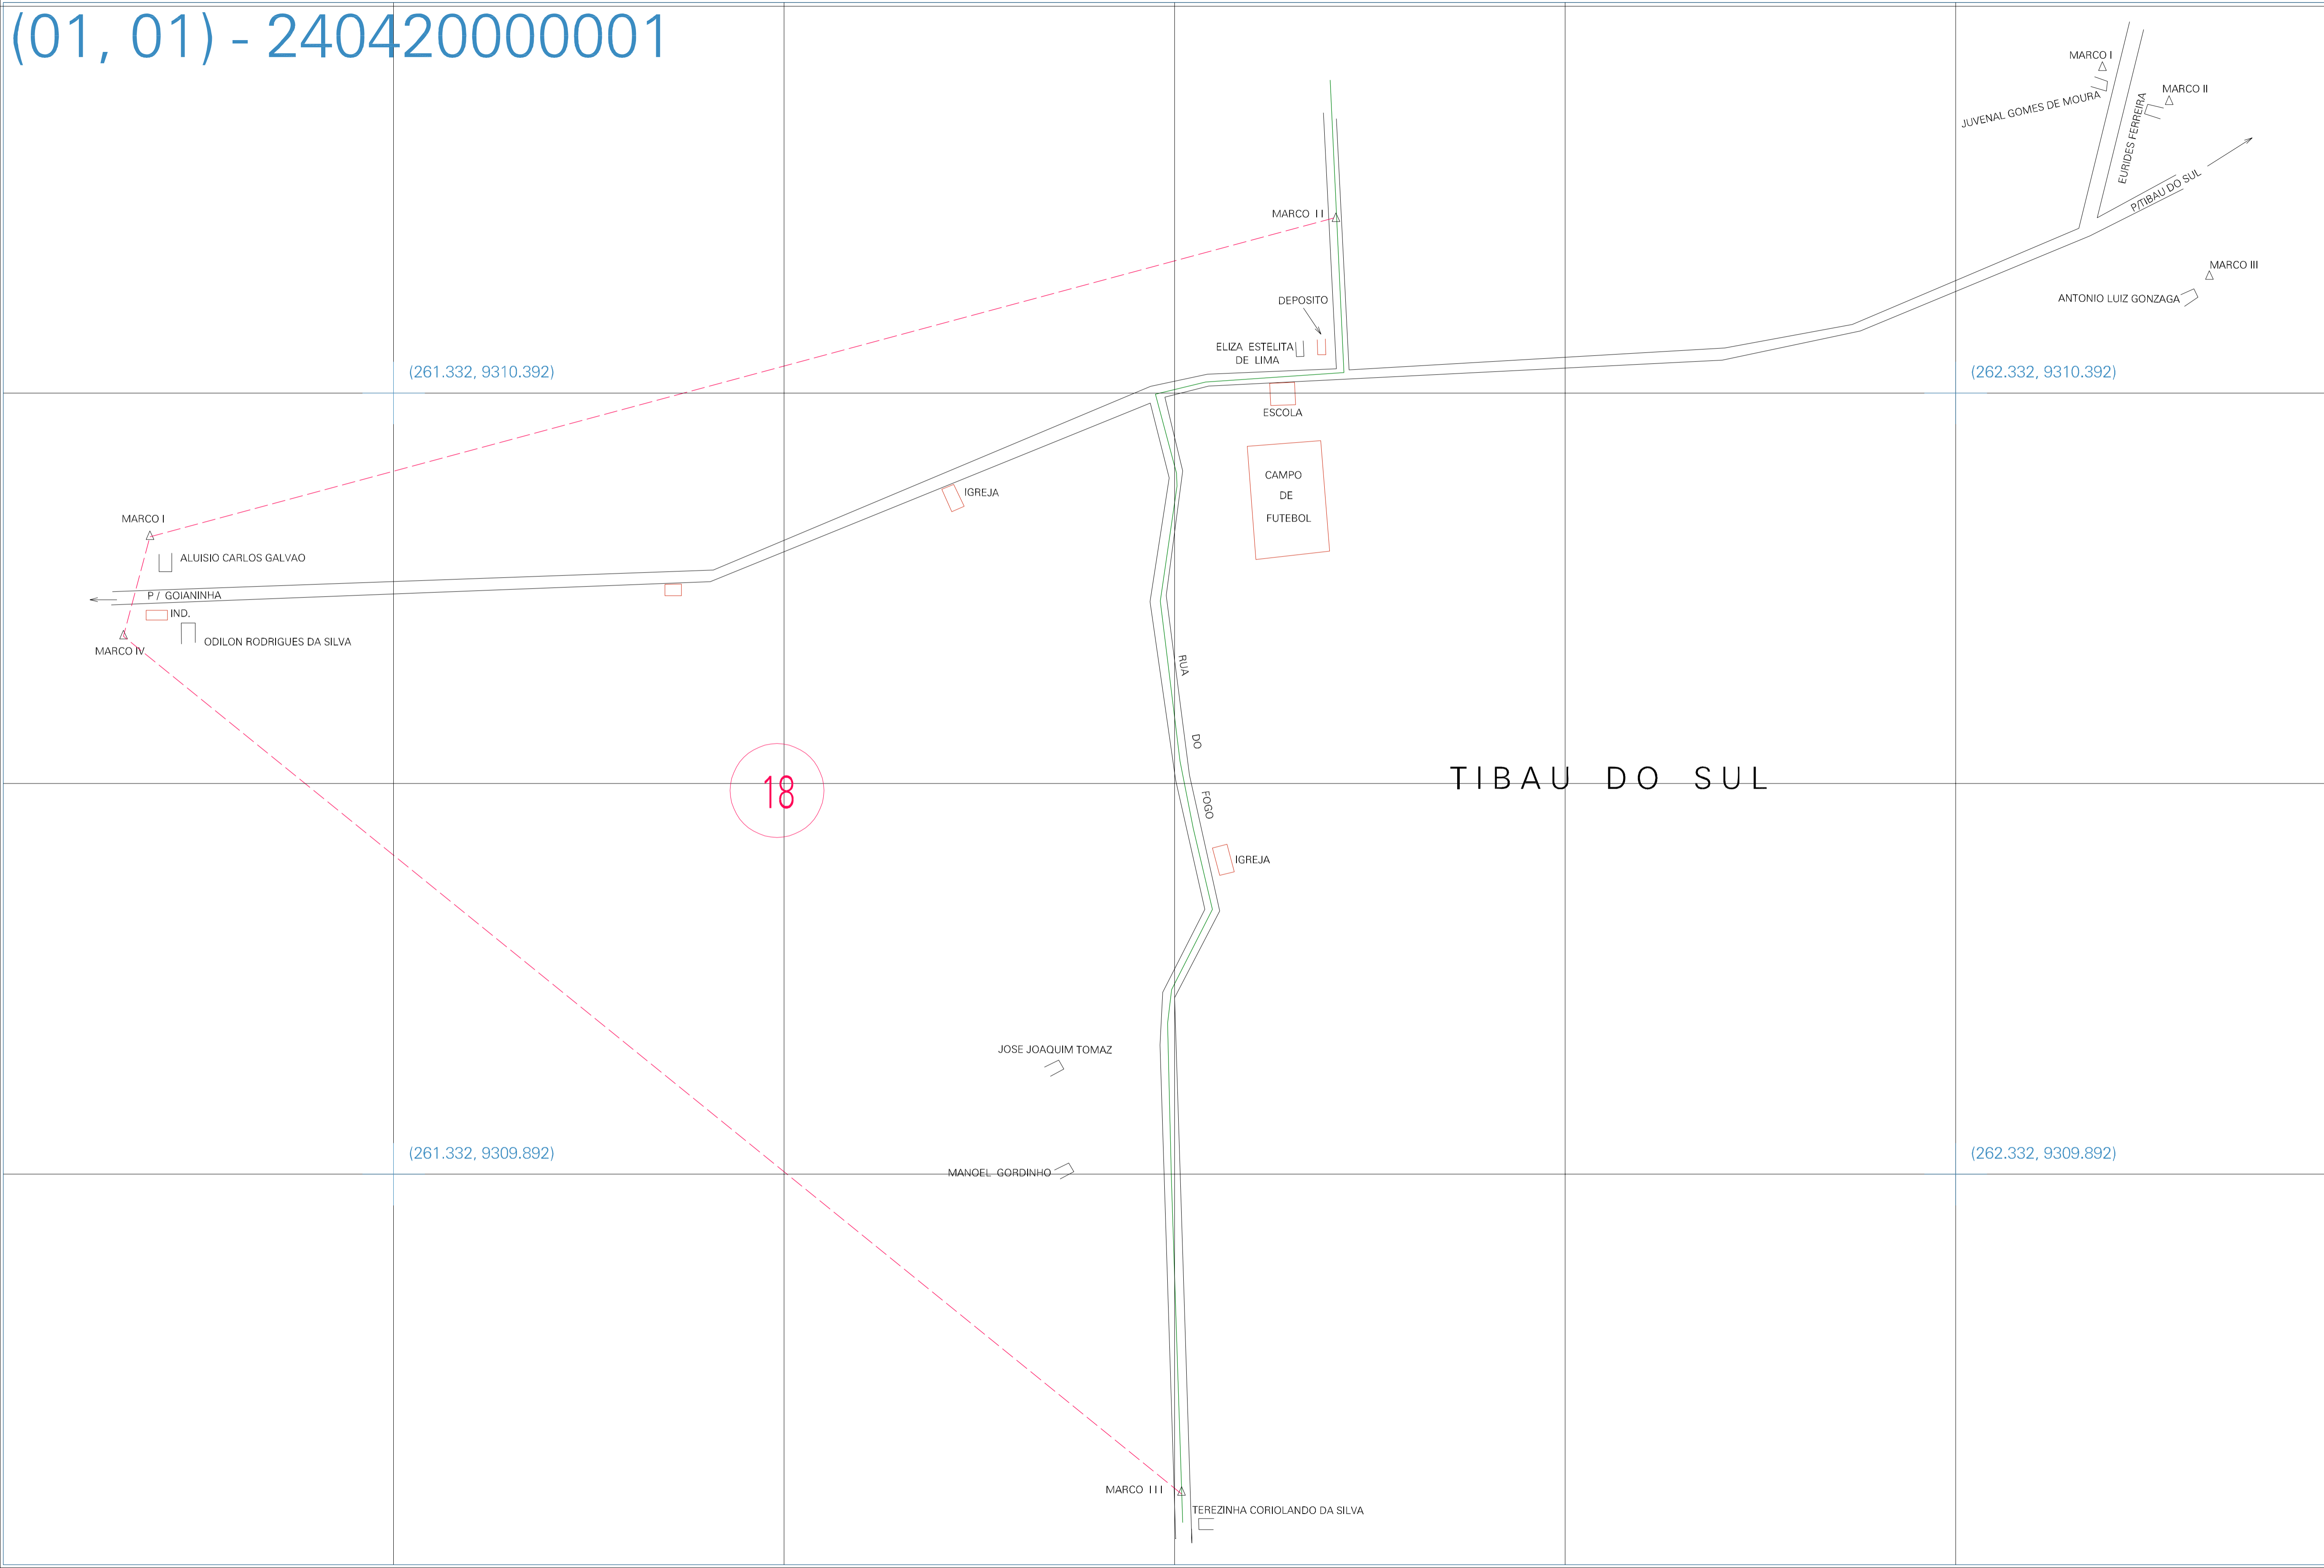 (01, 01) - 240420000001
MARCO I
JUVENAL GOMES DE MOURA
MARCO II
EURIDES FERREIRA
P/TIBAU DO SUL
MARCO II
MARCO III
ANTONIO LUIZ GONZAGA
DEPOSITO
ELIZA ESTELITA
DE LIMA
(261.332, 9310.392)
(262.332, 9310.392)
ESCOLA
CAMPO
DE
FUTEBOL
IGREJA
MARCO I
ALUISIO CARLOS GALVAO
P / GOIANINHA
IND.
ODILON RODRIGUES DA SILVA
MARCO IV
RUA
DO
FOGO
18
TIBAU DO SUL
IGREJA
JOSE JOAQUIM TOMAZ
(261.332, 9309.892)
(262.332, 9309.892)
MANOEL GORDINHO
MARCO III
TEREZINHA CORIOLANDO DA SILVA